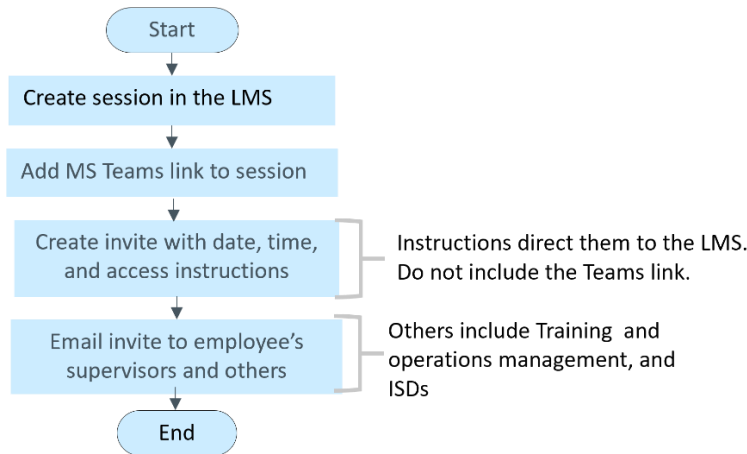 Start
Create session in the LMS
Add MS Teams link to session
Create invite with date, time,
and access instructions
Instructions direct them to the LMS.
Do not include the Teams link.
Email invite to employee’s
supervisors and others
Others include Training and
operations management, and
ISDs
End